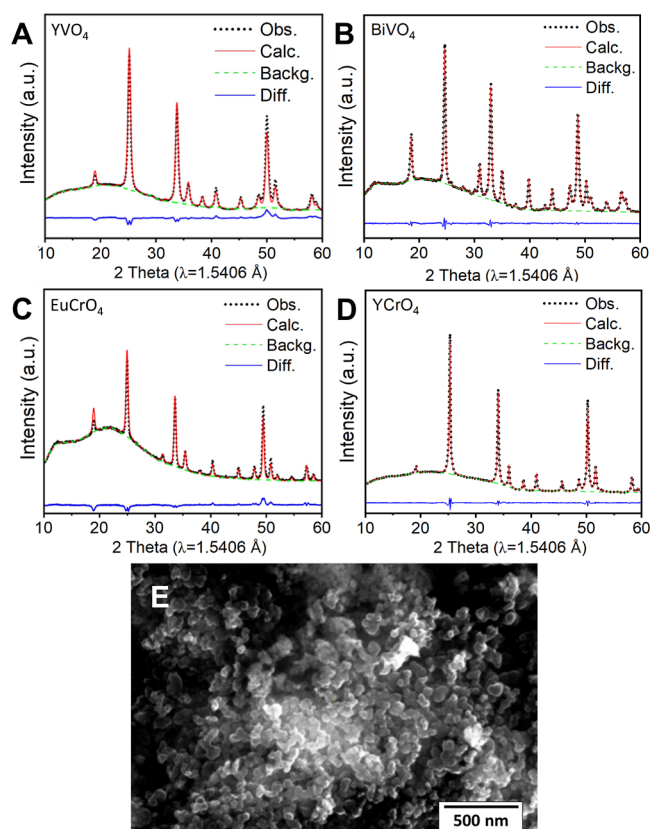 A
YVO₄
Obs.
Calc.
Backg.
Diff.
Intensity (a.u.)
10 20 30 40 50 60
2 Theta (λ=1.5406 Å)
B
BiVO₄
Obs.
Calc.
Backg.
Diff.
Intensity (a.u.)
10 20 30 40 50 60
2 Theta (λ=1.5406 Å)
C
EuCrO₄
Obs.
Calc.
Backg.
Diff.
Intensity (a.u.)
10 20 30 40 50 60
2 Theta (λ=1.5406 Å)
D
YCrO₄
Obs.
Calc.
Backg.
Diff.
Intensity (a.u.)
10 20 30 40 50 60
2 Theta (λ=1.5406 Å)
E
500 nm